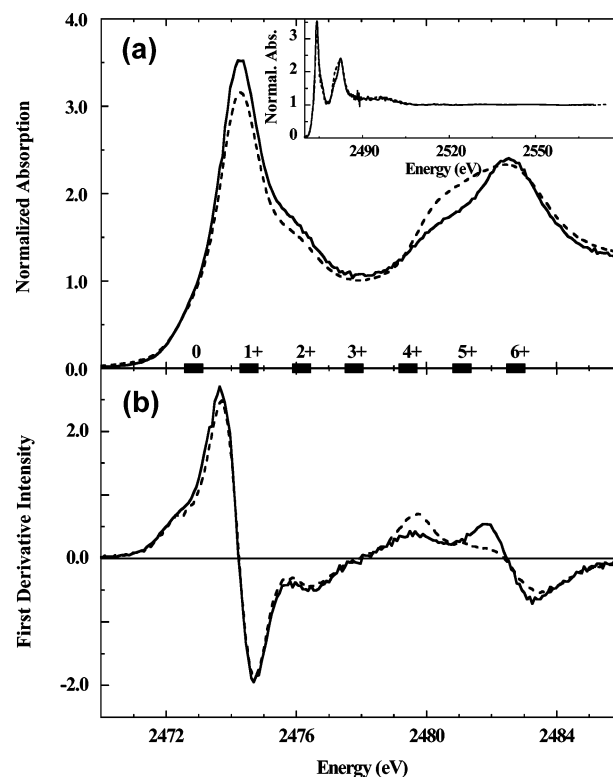 (a)
Normalized Absorption
4.0
3.0
2.0
1.0
0.0
Normal. Abs.
3
2
1
0
2490 2520 2550
Energy (eV)
0 1+ 2+ 3+ 4+ 5+ 6+
(b)
First Derivative Intensity
2.0
0.0
-2.0
2472 2476 2480 2484
Energy (eV)